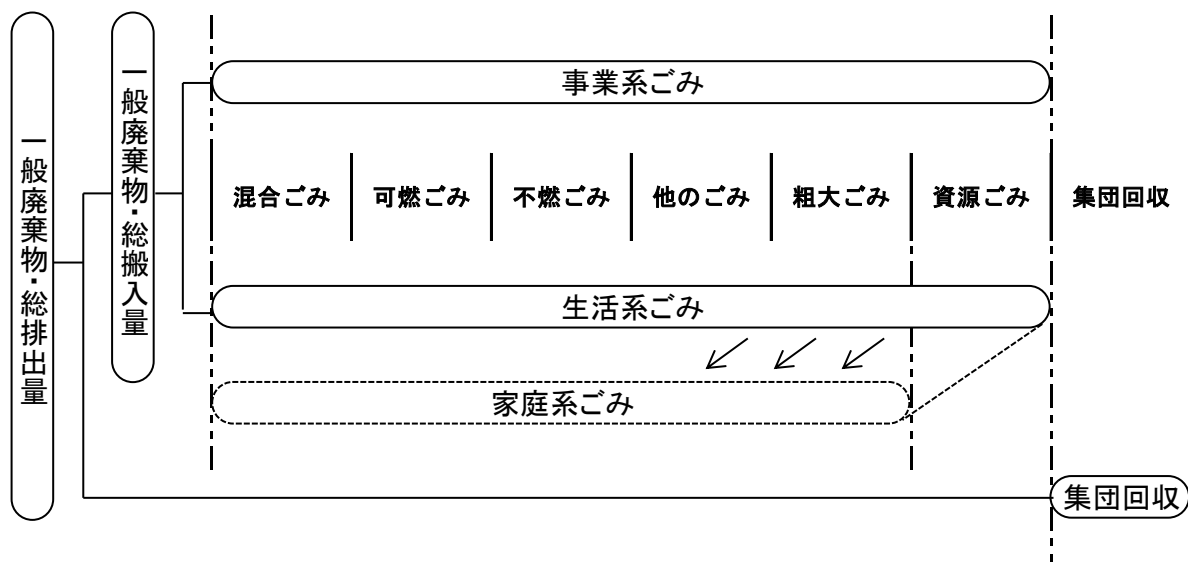 一般廃棄物・総排出量
一般廃棄物・総搬入量
事業系ごみ
混合ごみ
可燃ごみ
不燃ごみ
他のごみ
粗大ごみ
資源ごみ
集団回収
生活系ごみ
家庭系ごみ
集団回収